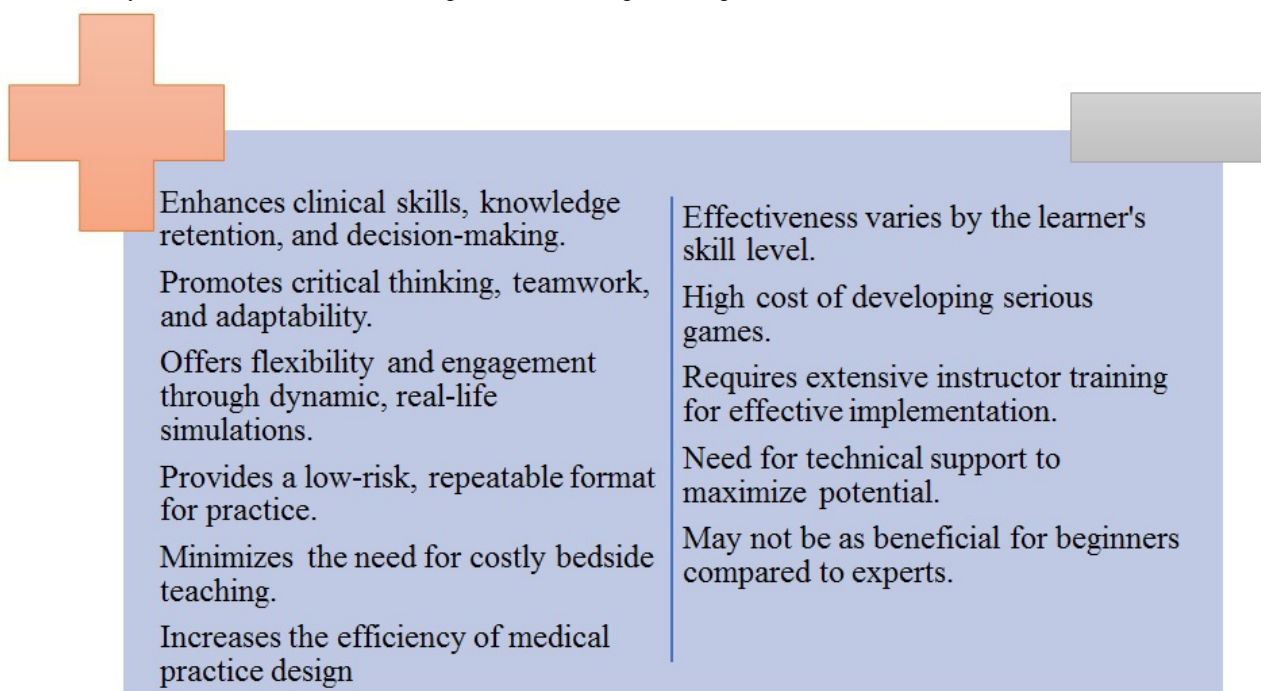 Enhances clinical skills, knowledge
retention, and decision-making.
Promotes critical thinking, teamwork,
and adaptability.
Offers flexibility and engagement
through dynamic, real-life
simulations.
Provides a low-risk, repeatable format
for practice.
Minimizes the need for costly bedside
teaching.
Increases the efficiency of medical
practice design
Effectiveness varies by the learner's
skill level.
High cost of developing serious
games.
Requires extensive instructor training
for effective implementation.
Need for technical support to
maximize potential.
May not be as beneficial for beginners
compared to experts.